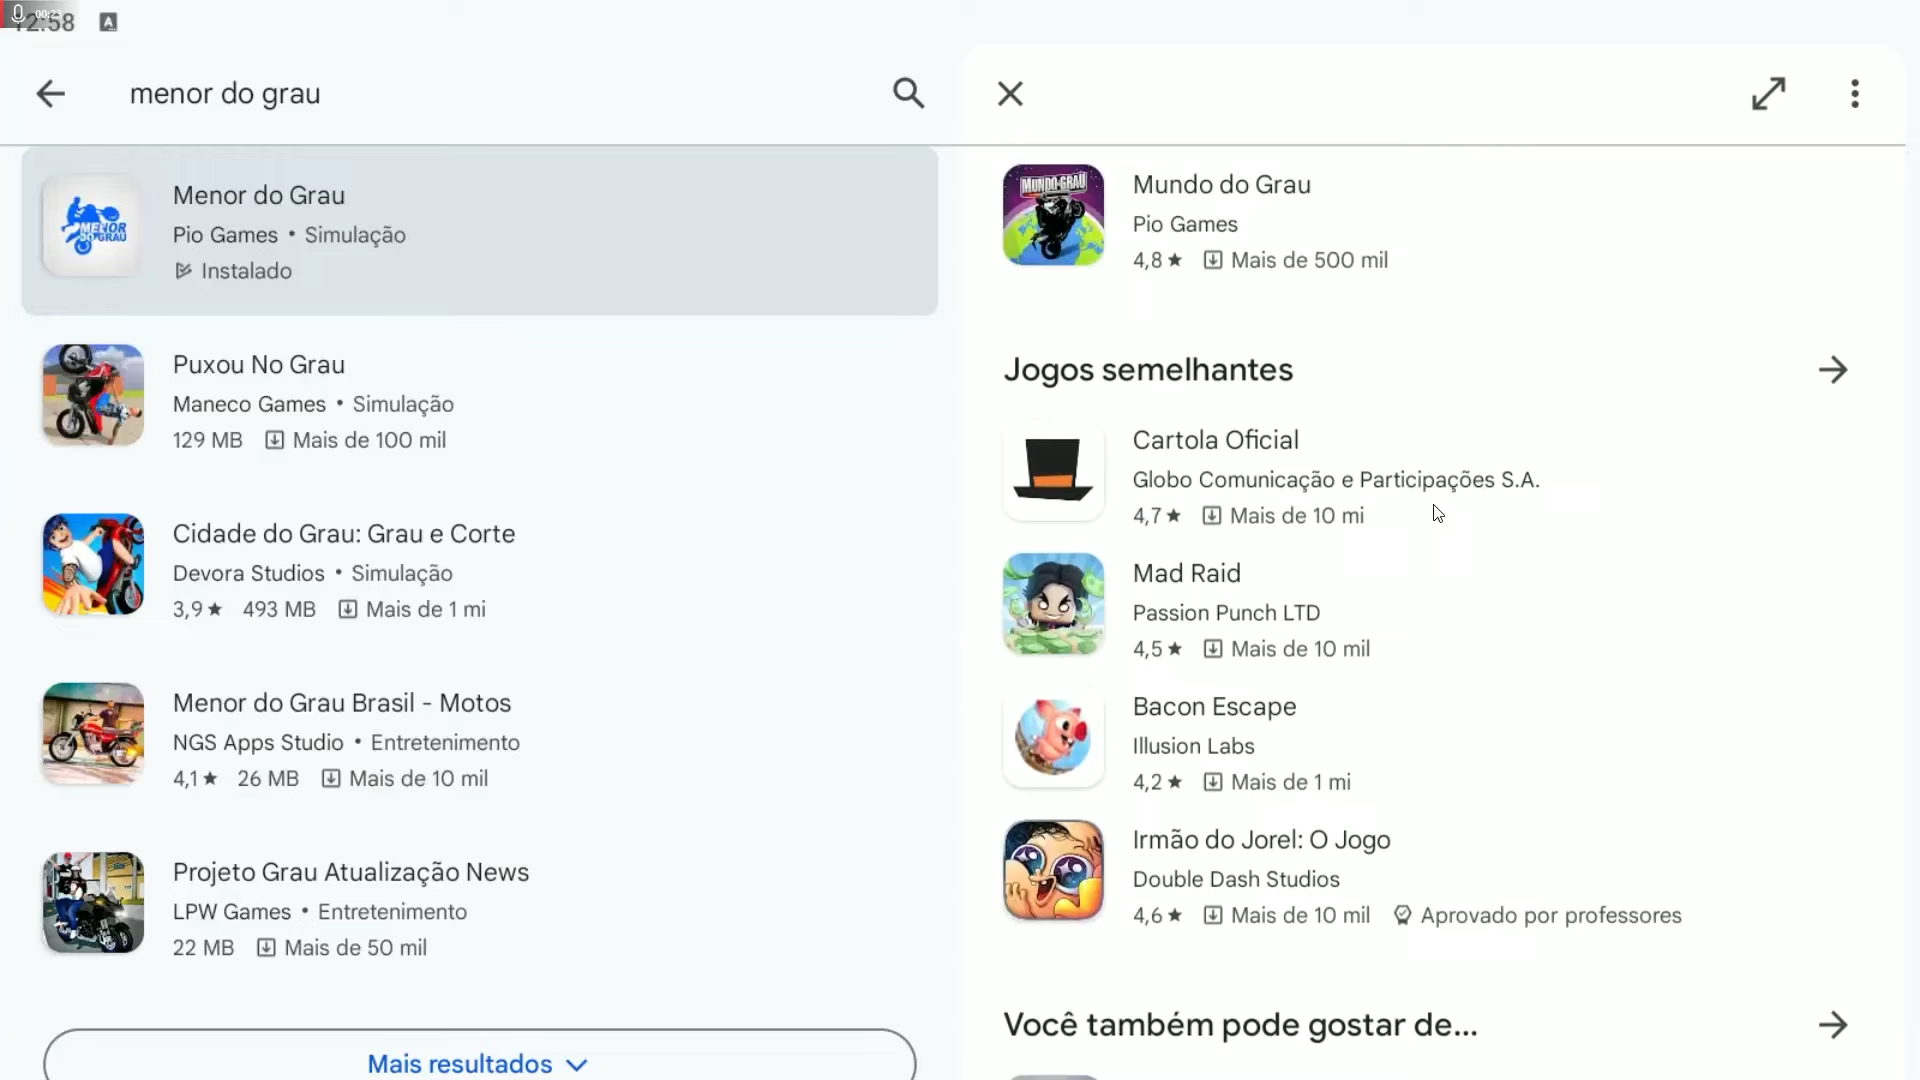 12:58
00:23
A
menor do grau
MENOR
DO GRAU
Menor do Grau
Pio Games • Simulação
Instalado
Puxou No Grau
Maneco Games • Simulação
129 MB Mais de 100 mil
Cidade do Grau: Grau e Corte
Devora Studios • Simulação
3,9★ 493 MB Mais de 1 mi
Menor do Grau Brasil - Motos
NGS Apps Studio • Entretenimento
4,1★ 26 MB Mais de 10 mil
Projeto Grau Atualização News
LPW Games • Entretenimento
22 MB Mais de 50 mil
Mais resultados
MUNDO GRAU
Mundo do Grau
Pio Games
4,8★ Mais de 500 mil
Jogos semelhantes
Cartola Oficial
Globo Comunicação e Participações S.A.
4,7★ Mais de 10 mi
Mad Raid
Passion Punch LTD
4,5★ Mais de 10 mil
Bacon Escape
Illusion Labs
4,2★ Mais de 1 mi
Irmão do Jorel: O Jogo
Double Dash Studios
4,6★ Mais de 10 mil Aprovado por professores
Você também pode gostar de...